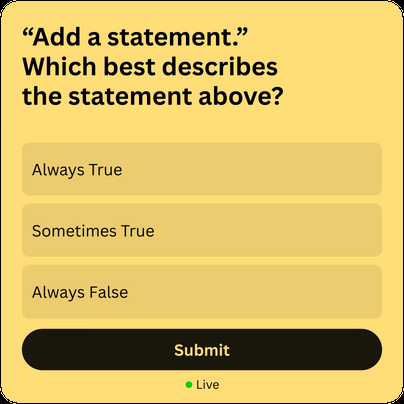 “Add a statement.”
Which best describes
the statement above?
Always True
Sometimes True
Always False
Submit
Live